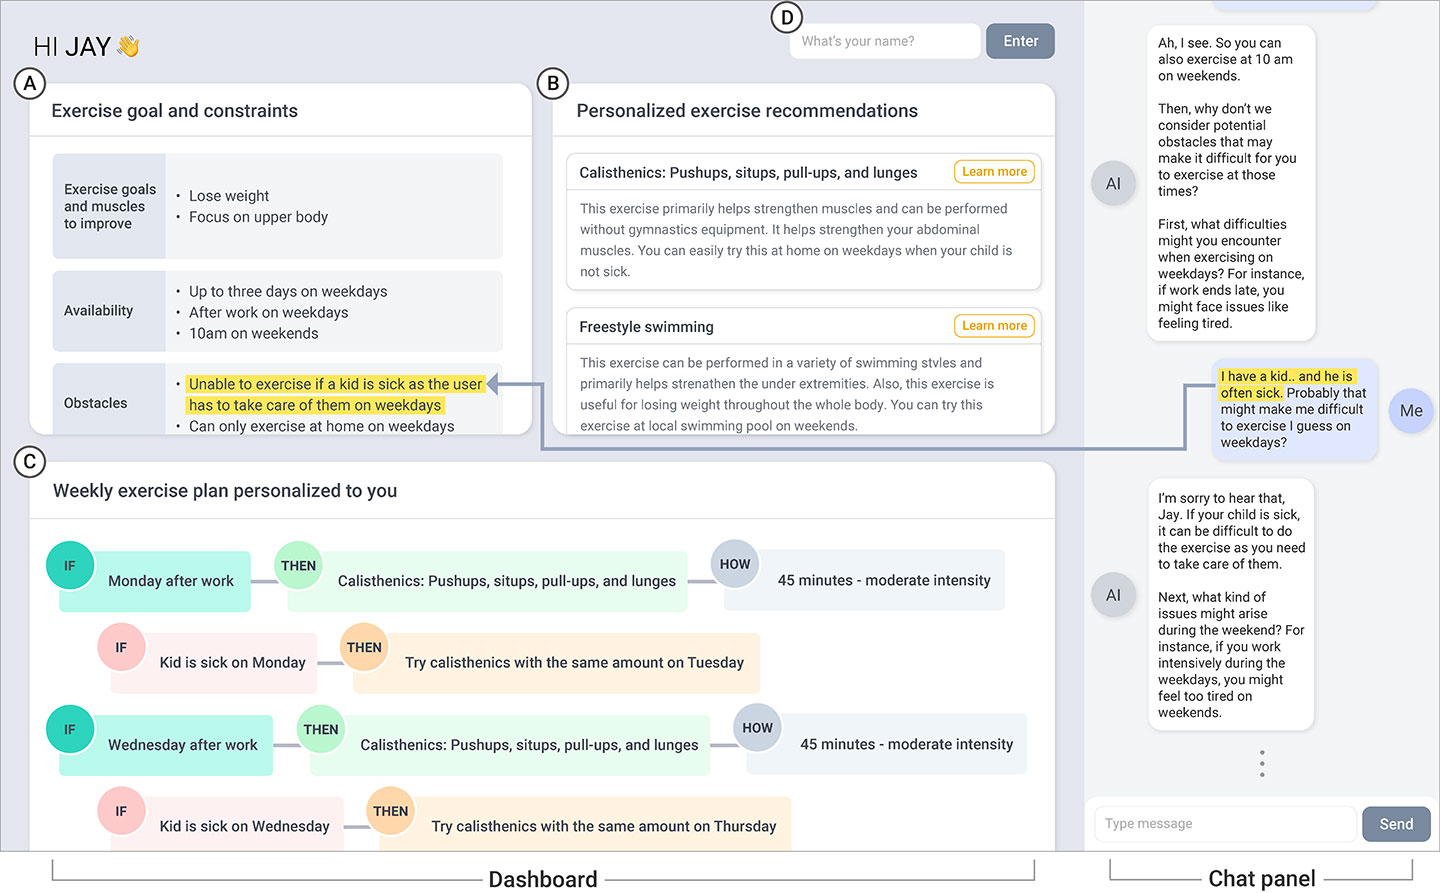 HI JAY 👋
D
What's your name?
Enter
A
Exercise goal and constraints
Exercise goals
and muscles
to improve
• Lose weight
• Focus on upper body
Availability
• Up to three days on weekdays
• After work on weekdays
• 10am on weekends
Obstacles
• Unable to exercise if a kid is sick as the user
has to take care of them on weekdays
• Can only exercise at home on weekdays
B
Personalized exercise recommendations
Calisthenics: Pushups, situps, pull-ups, and lunges
Learn more
This exercise primarily helps strengthen muscles and can be performed
without gymnastics equipment. It helps strengthen your abdominal
muscles. You can easily try this at home on weekdays when your child is
not sick.
Freestyle swimming
Learn more
This exercise can be performed in a variety of swimming styles and
primarily helps strenathen the under extremities. Also, this exercise is
useful for losing weight throughout the whole body. You can try this
exercise at local swimming pool on weekends.
C
Weekly exercise plan personalized to you
IF
Monday after work
THEN
Calisthenics: Pushups, situps, pull-ups, and lunges
HOW
45 minutes - moderate intensity
IF
Kid is sick on Monday
THEN
Try calisthenics with the same amount on Tuesday
IF
Wednesday after work
THEN
Calisthenics: Pushups, situps, pull-ups, and lunges
HOW
45 minutes - moderate intensity
IF
Kid is sick on Wednesday
THEN
Try calisthenics with the same amount on Thursday
Dashboard
AI
Ah, I see. So you can
also exercise at 10 am
on weekends.
Then, why don't we
consider potential
obstacles that may
make it difficult for you
to exercise at those
times?
First, what difficulties
might you encounter
when exercising on
weekdays? For instance,
if work ends late, you
might face issues like
feeling tired.
I have a kid.. and he is
often sick. Probably that
might make me difficult
to exercise I guess on
weekdays?
Me
AI
I'm sorry to hear that,
Jay. If your child is sick,
it can be difficult to do
the exercise as you need
to take care of them.
Next, what kind of
issues might arise
during the weekend? For
instance, if you work
intensively during the
weekdays, you might
feel too tired on
weekends.
Type message
Send
Chat panel